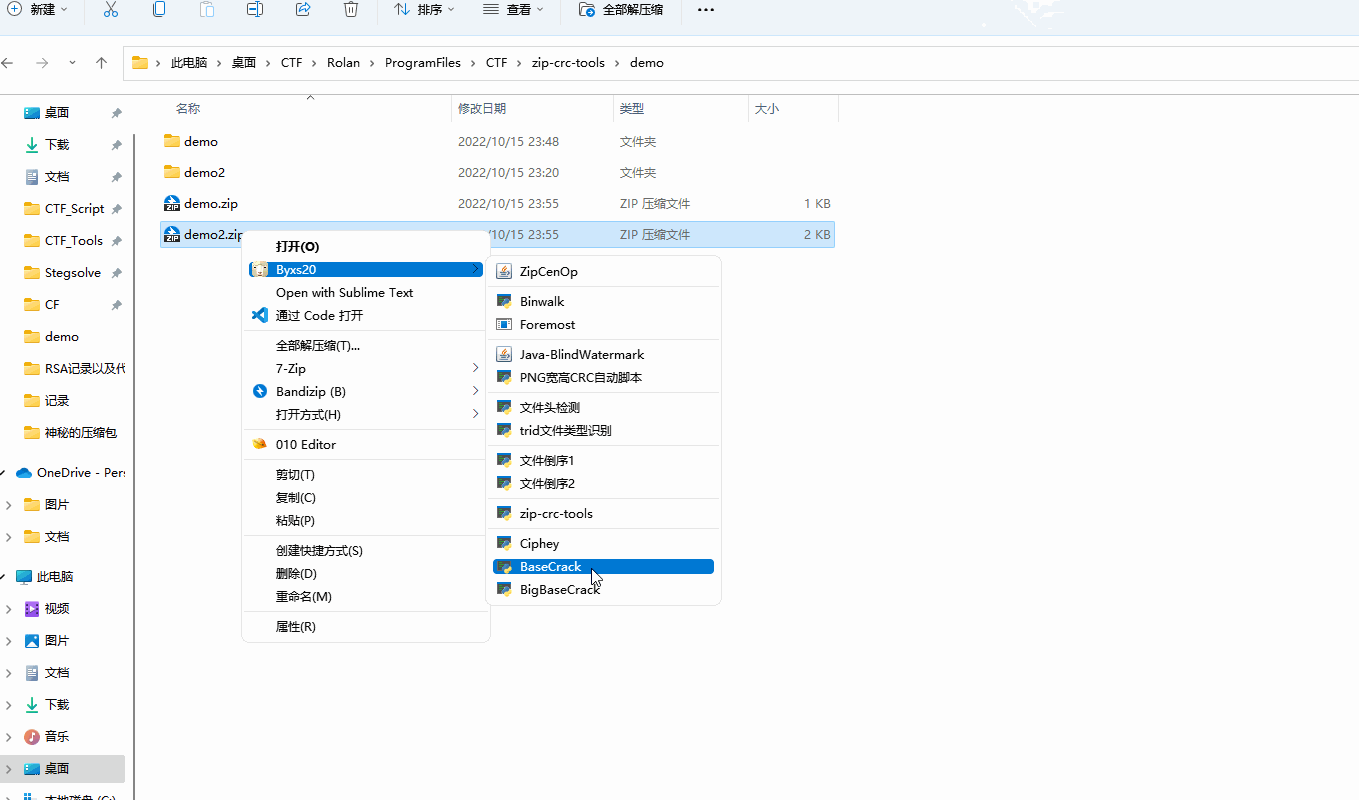 新建
排序
查看
全部解压缩
此电脑 › 桌面 › CTF › Rolan › ProgramFiles › CTF › zip-crc-tools › demo
名称 修改日期 类型 大小
demo 2022/10/15 23:48 文件夹
demo2 2022/10/15 23:20 文件夹
demo.zip 2022/10/15 23:55 ZIP 压缩文件 1 KB
demo2.zip /10/15 23:55 ZIP 压缩文件 2 KB
桌面
下载
文档
CTF_Script
CTF_Tools
Stegsolve
CF
demo
RSA记录以及代
记录
神秘的压缩包
OneDrive - Pers
图片
文档
此电脑
视频
图片
文档
下载
音乐
桌面
本地磁盘 (C:)
打开(O)
Byxs20
Open with Sublime Text
通过 Code 打开
全部解压缩(T)...
7-Zip
Bandizip (B)
打开方式(H)
010 Editor
剪切(T)
复制(C)
粘贴(P)
创建快捷方式(S)
删除(D)
重命名(M)
属性(R)
ZipCenOp
Binwalk
Foremost
Java-BlindWatermark
PNG宽高CRC自动脚本
文件头检测
trid文件类型识别
文件倒序1
文件倒序2
zip-crc-tools
Ciphey
BaseCrack
BigBaseCrack